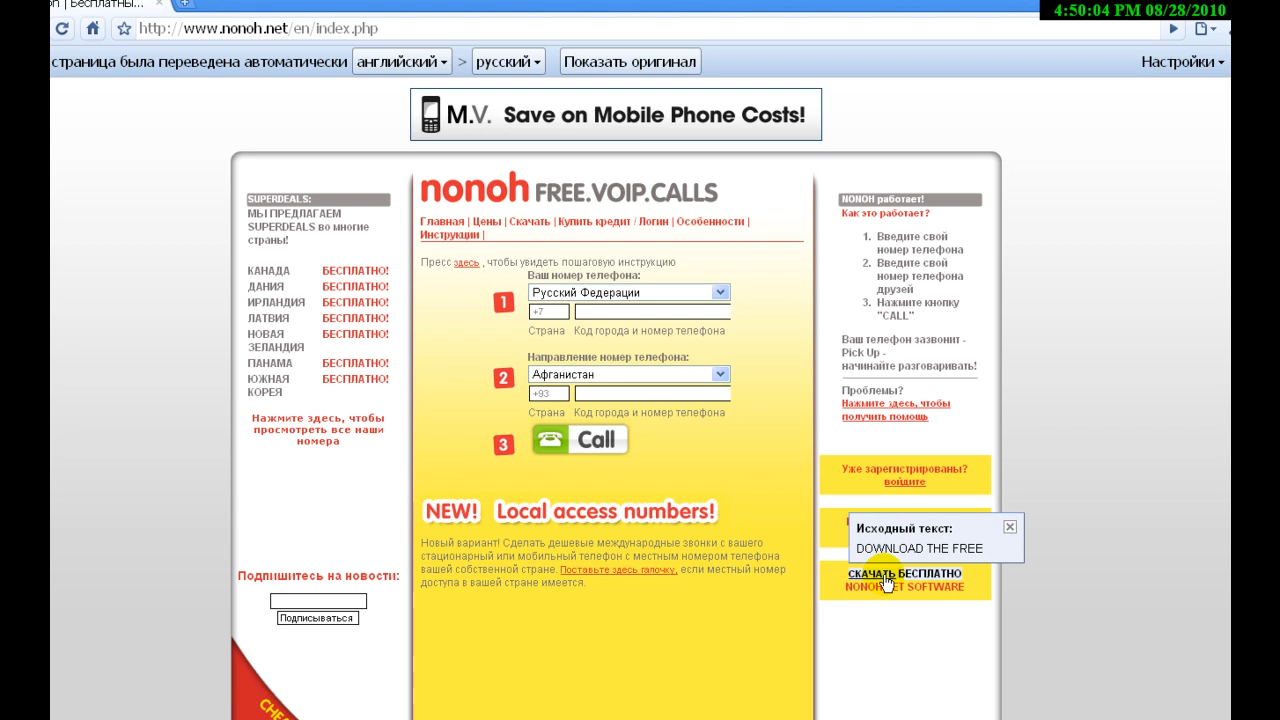 4:50:04 PM 08/28/2010
http://www.nonoh.net/en/index.php
страница была переведена автоматически английский > русский Показать оригинал Настройки
M.V. Save on Mobile Phone Costs!
SUPERDEALS:
МЫ ПРЕДЛАГАЕМ
SUPERDEALS во многие
страны!
КАНАДА БЕСПЛАТНО!
ДАНИЯ БЕСПЛАТНО!
ИРЛАНДИЯ БЕСПЛАТНО!
ЛАТВИЯ БЕСПЛАТНО!
НОВАЯ БЕСПЛАТНО!
ЗЕЛАНДИЯ
ПАНАМА БЕСПЛАТНО!
ЮЖНАЯ БЕСПЛАТНО!
КОРЕЯ
Нажмите здесь, чтобы
просмотреть все наши
номера
Подпишитесь на новости:
Подписываться
nonoh FREE.VOIP.CALLS
Главная | Цены | Скачать | Купить кредит / Логин | Особенности |
Инструкции |
Пресс здесь , чтобы увидеть пошаговую инструкцию
Ваш номер телефона:
1 Русский Федерации
+7
Страна Код города и номер телефона
Направление номер телефона:
2 Афганистан
+93
Страна Код города и номер телефона
3 Call
NEW! Local access numbers!
Новый вариант! Сделать дешевые международные звонки с вашего
стационарный или мобильный телефон с местным номером телефона
вашей собственной стране. Поставьте здесь галочку, если местный номер
доступа в вашей стране имеется.
NONOH работает!
Как это работает?
1. Введите свой
номер телефона
2. Введите свой
номер телефона
друзей
3. Нажмите кнопку
"CALL"
Ваш телефон зазвонит -
Pick Up -
начинайте разговаривать!
Проблемы?
Нажмите здесь, чтобы
получить помощь
Уже зарегистрированы?
войдите
Исходный текст:
DOWNLOAD THE FREE
СКАЧАТЬ БЕСПЛАТНО
SOFTWARE